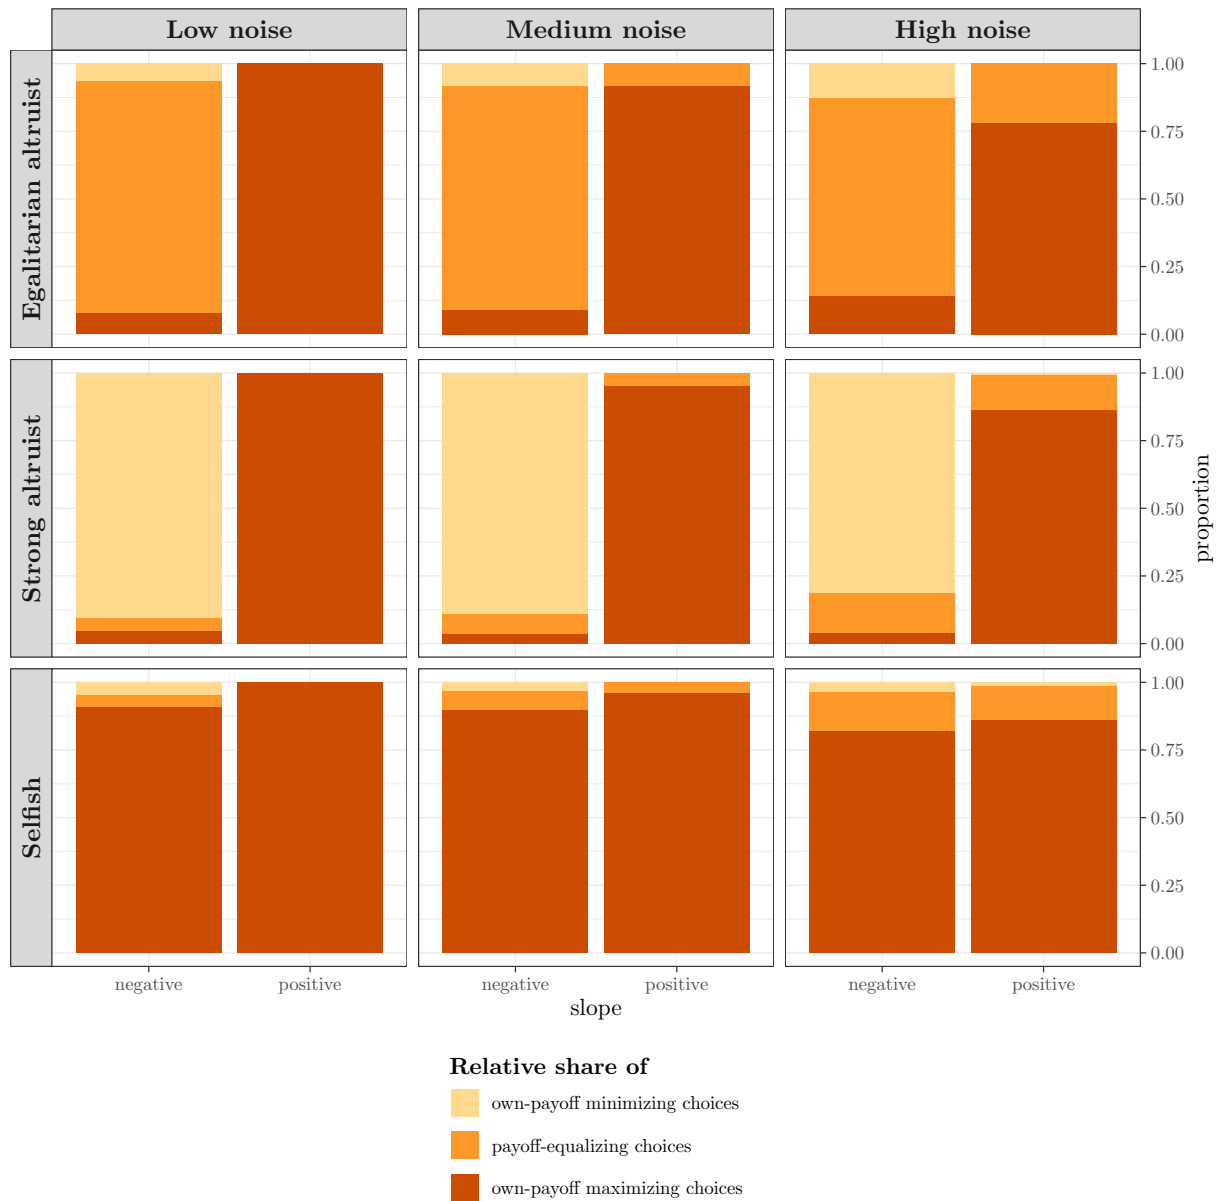 Low noise
Medium noise
High noise
Egalitarian altruist
1.00
0.75
0.50
0.25
0.00
Strong altruist
1.00
0.75
0.50
0.25
0.00
proportion
Selfish
1.00
0.75
0.50
0.25
0.00
negative
positive
negative
positive
negative
positive
slope
Relative share of
own-payoff minimizing choices
payoff-equalizing choices
own-payoff maximizing choices